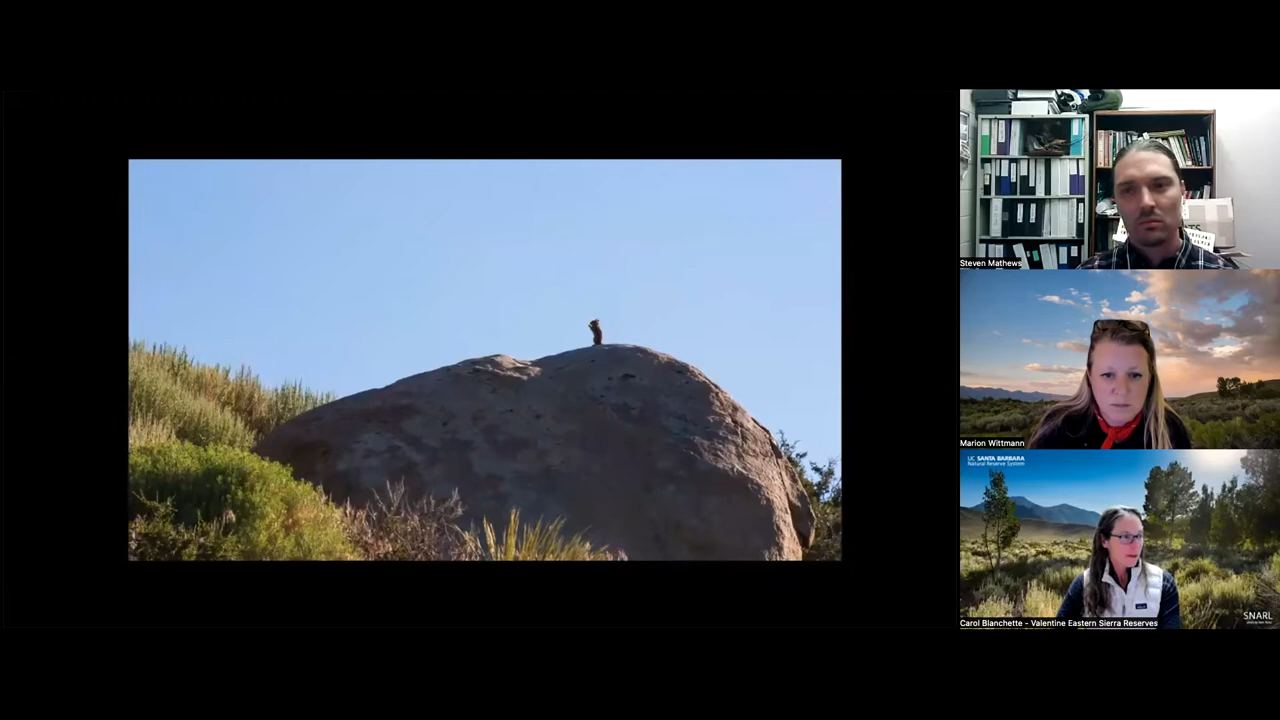 Steven Mathews
Marion Wittmann
UC SANTA BARBARA
Natural Reserve System
SNARL
Carol Blanchette - Valentine Eastern Sierra Reserves